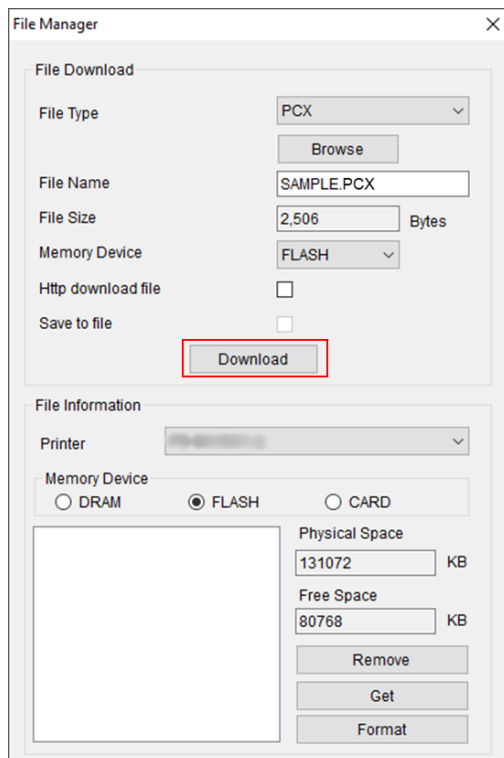 File Manager
File Download
File Type PCX
Browse
File Name SAMPLE.PCX
File Size 2,506 Bytes
Memory Device FLASH
Http download file
Save to file
Download
File Information
Printer
Memory Device
DRAM FLASH CARD
Physical Space
131072 KB
Free Space
80768 KB
Remove
Get
Format